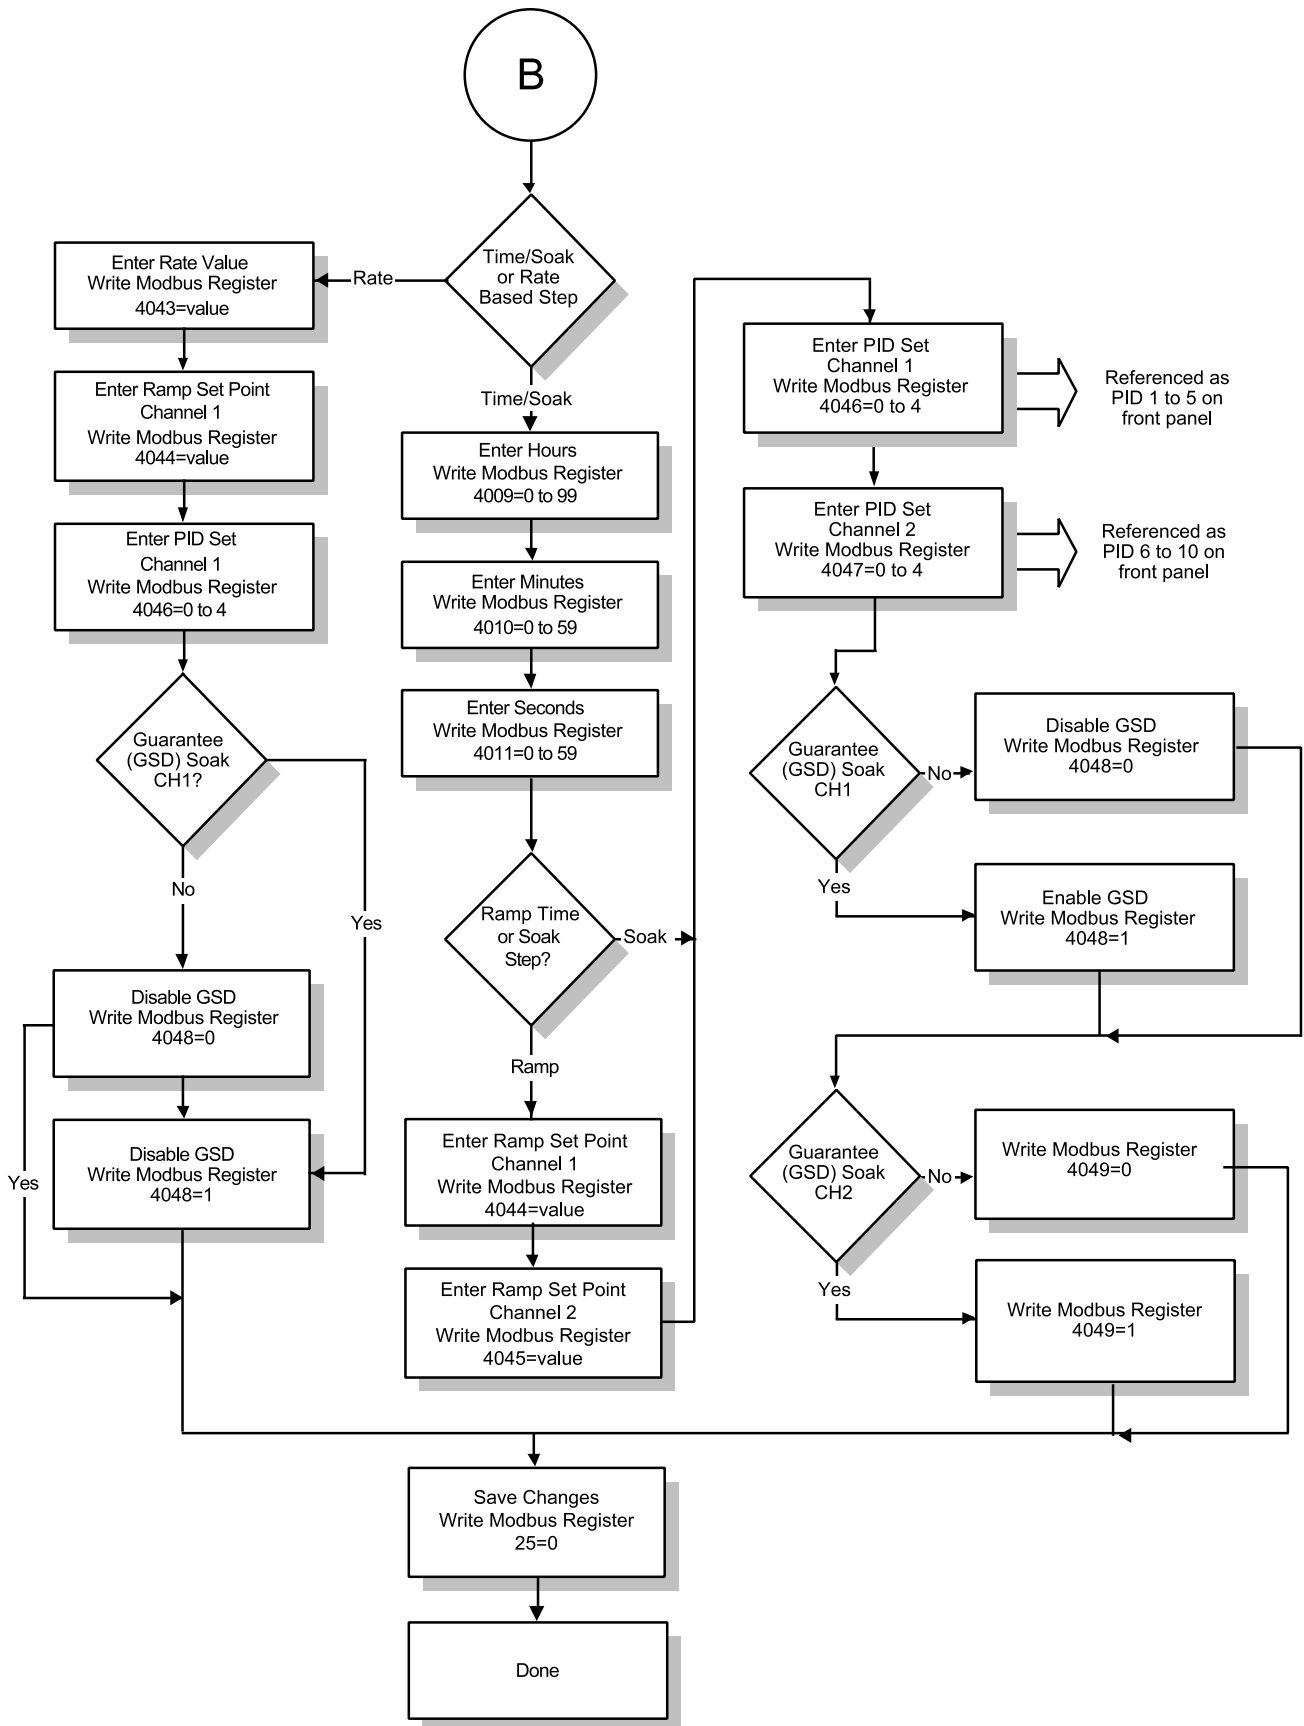 B
Time/Soak
or Rate
Based Step
Rate
Enter Rate Value
Write Modbus Register
4043=value
Enter Ramp Set Point
Channel 1
Write Modbus Register
4044=value
Enter PID Set
Channel 1
Write Modbus Register
4046=0 to 4
Guarantee
(GSD) Soak
CH1?
No
Yes
Disable GSD
Write Modbus Register
4048=0
Disable GSD
Write Modbus Register
4048=1
Yes
Time/Soak
Enter Hours
Write Modbus Register
4009=0 to 99
Enter Minutes
Write Modbus Register
4010=0 to 59
Enter Seconds
Write Modbus Register
4011=0 to 59
Ramp Time
or Soak
Step?
Soak
Ramp
Enter Ramp Set Point
Channel 1
Write Modbus Register
4044=value
Enter Ramp Set Point
Channel 2
Write Modbus Register
4045=value
Enter PID Set
Channel 1
Write Modbus Register
4046=0 to 4
Referenced as
PID 1 to 5 on
front panel
Enter PID Set
Channel 2
Write Modbus Register
4047=0 to 4
Referenced as
PID 6 to 10 on
front panel
Guarantee
(GSD) Soak
CH1
No
Disable GSD
Write Modbus Register
4048=0
Yes
Enable GSD
Write Modbus Register
4048=1
Guarantee
(GSD) Soak
CH2
No
Write Modbus Register
4049=0
Yes
Write Modbus Register
4049=1
Save Changes
Write Modbus Register
25=0
Done